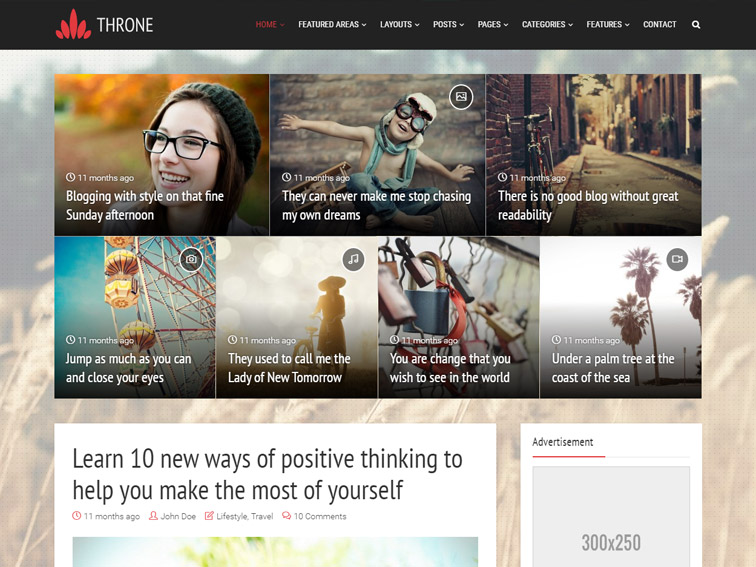 THRONE
HOME FEATURED AREAS LAYOUTS POSTS PAGES CATEGORIES FEATURES CONTACT
11 months ago
Blogging with style on that fine
Sunday afternoon
11 months ago
They can never make me stop chasing
my own dreams
11 months ago
There is no good blog without great
readability
11 months ago
Jump as much as you can
and close your eyes
11 months ago
They used to call me the
Lady of New Tomorrow
11 months ago
You are change that you
wish to see in the world
11 months ago
Under a palm tree at the
coast of the sea
Learn 10 new ways of positive thinking to
help you make the most of yourself
11 months ago John Doe Lifestyle, Travel 10 Comments
Advertisement
300x250